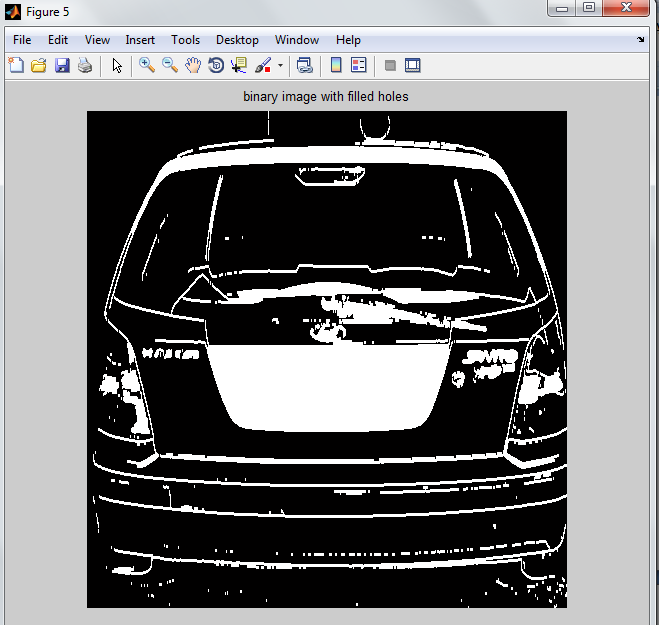 Figure 5
File Edit View Insert Tools Desktop Window Help
binary image with filled holes